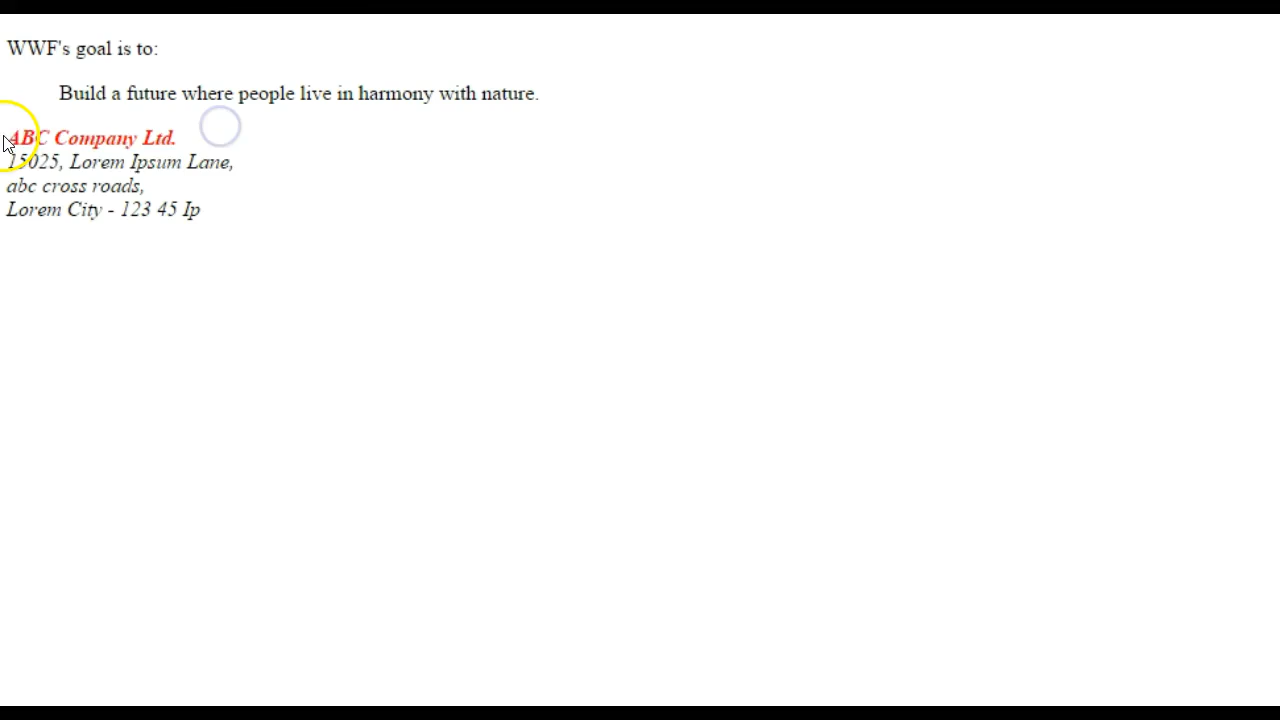 WWF's goal is to:
Build a future where people live in harmony with nature.
ABC Company Ltd.
15025, Lorem Ipsum Lane,
abc cross roads,
Lorem City - 123 45 Ip